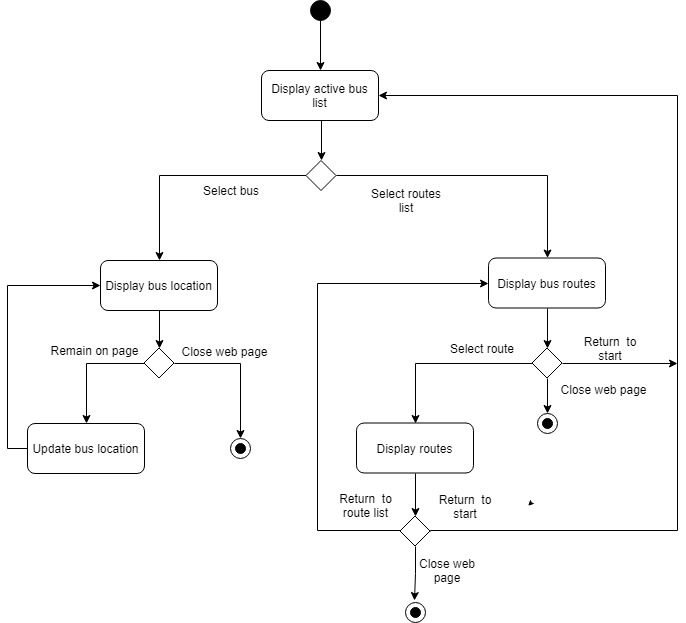 Display active bus
list
Select bus
Select routes
list
Display bus location
Display bus routes
Remain on page
Close web page
Select route
Return to
start
Close web page
Update bus location
Display routes
Return to
route list
Return to
start
Close web
page